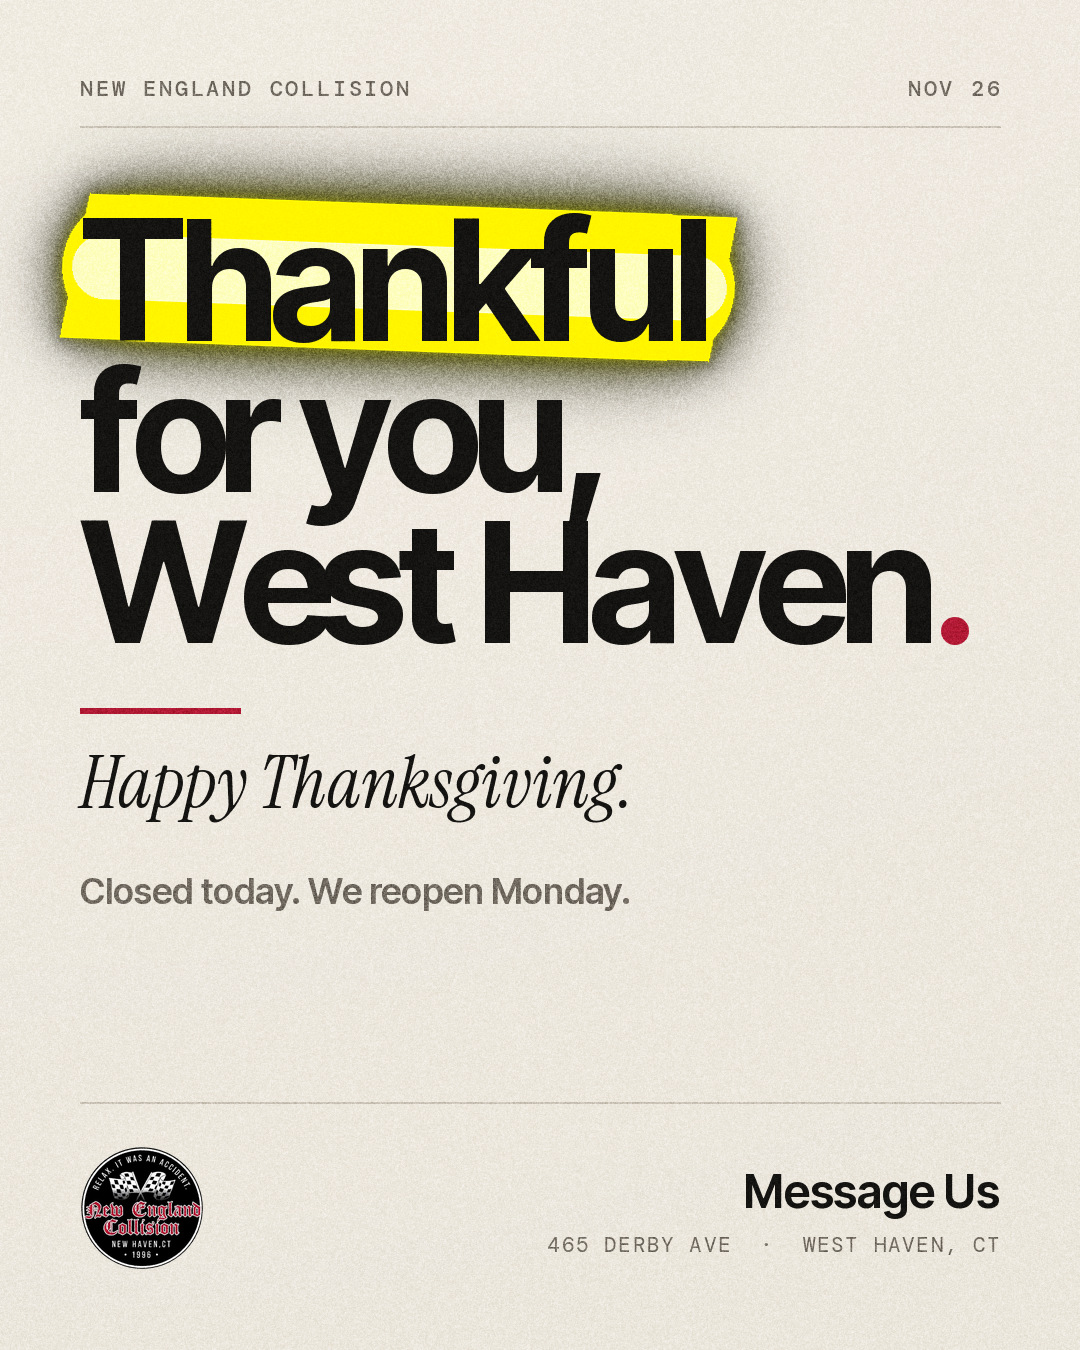 NEW ENGLAND COLLISION
NOV 26
Thankful
for you,
West Haven.
Happy Thanksgiving.
Closed today. We reopen Monday.
RELAX, IT WAS AN ACCIDENT.
New England
Collision
NEW HAVEN, CT
• 1996 •
Message Us
465 DERBY AVE · WEST HAVEN, CT